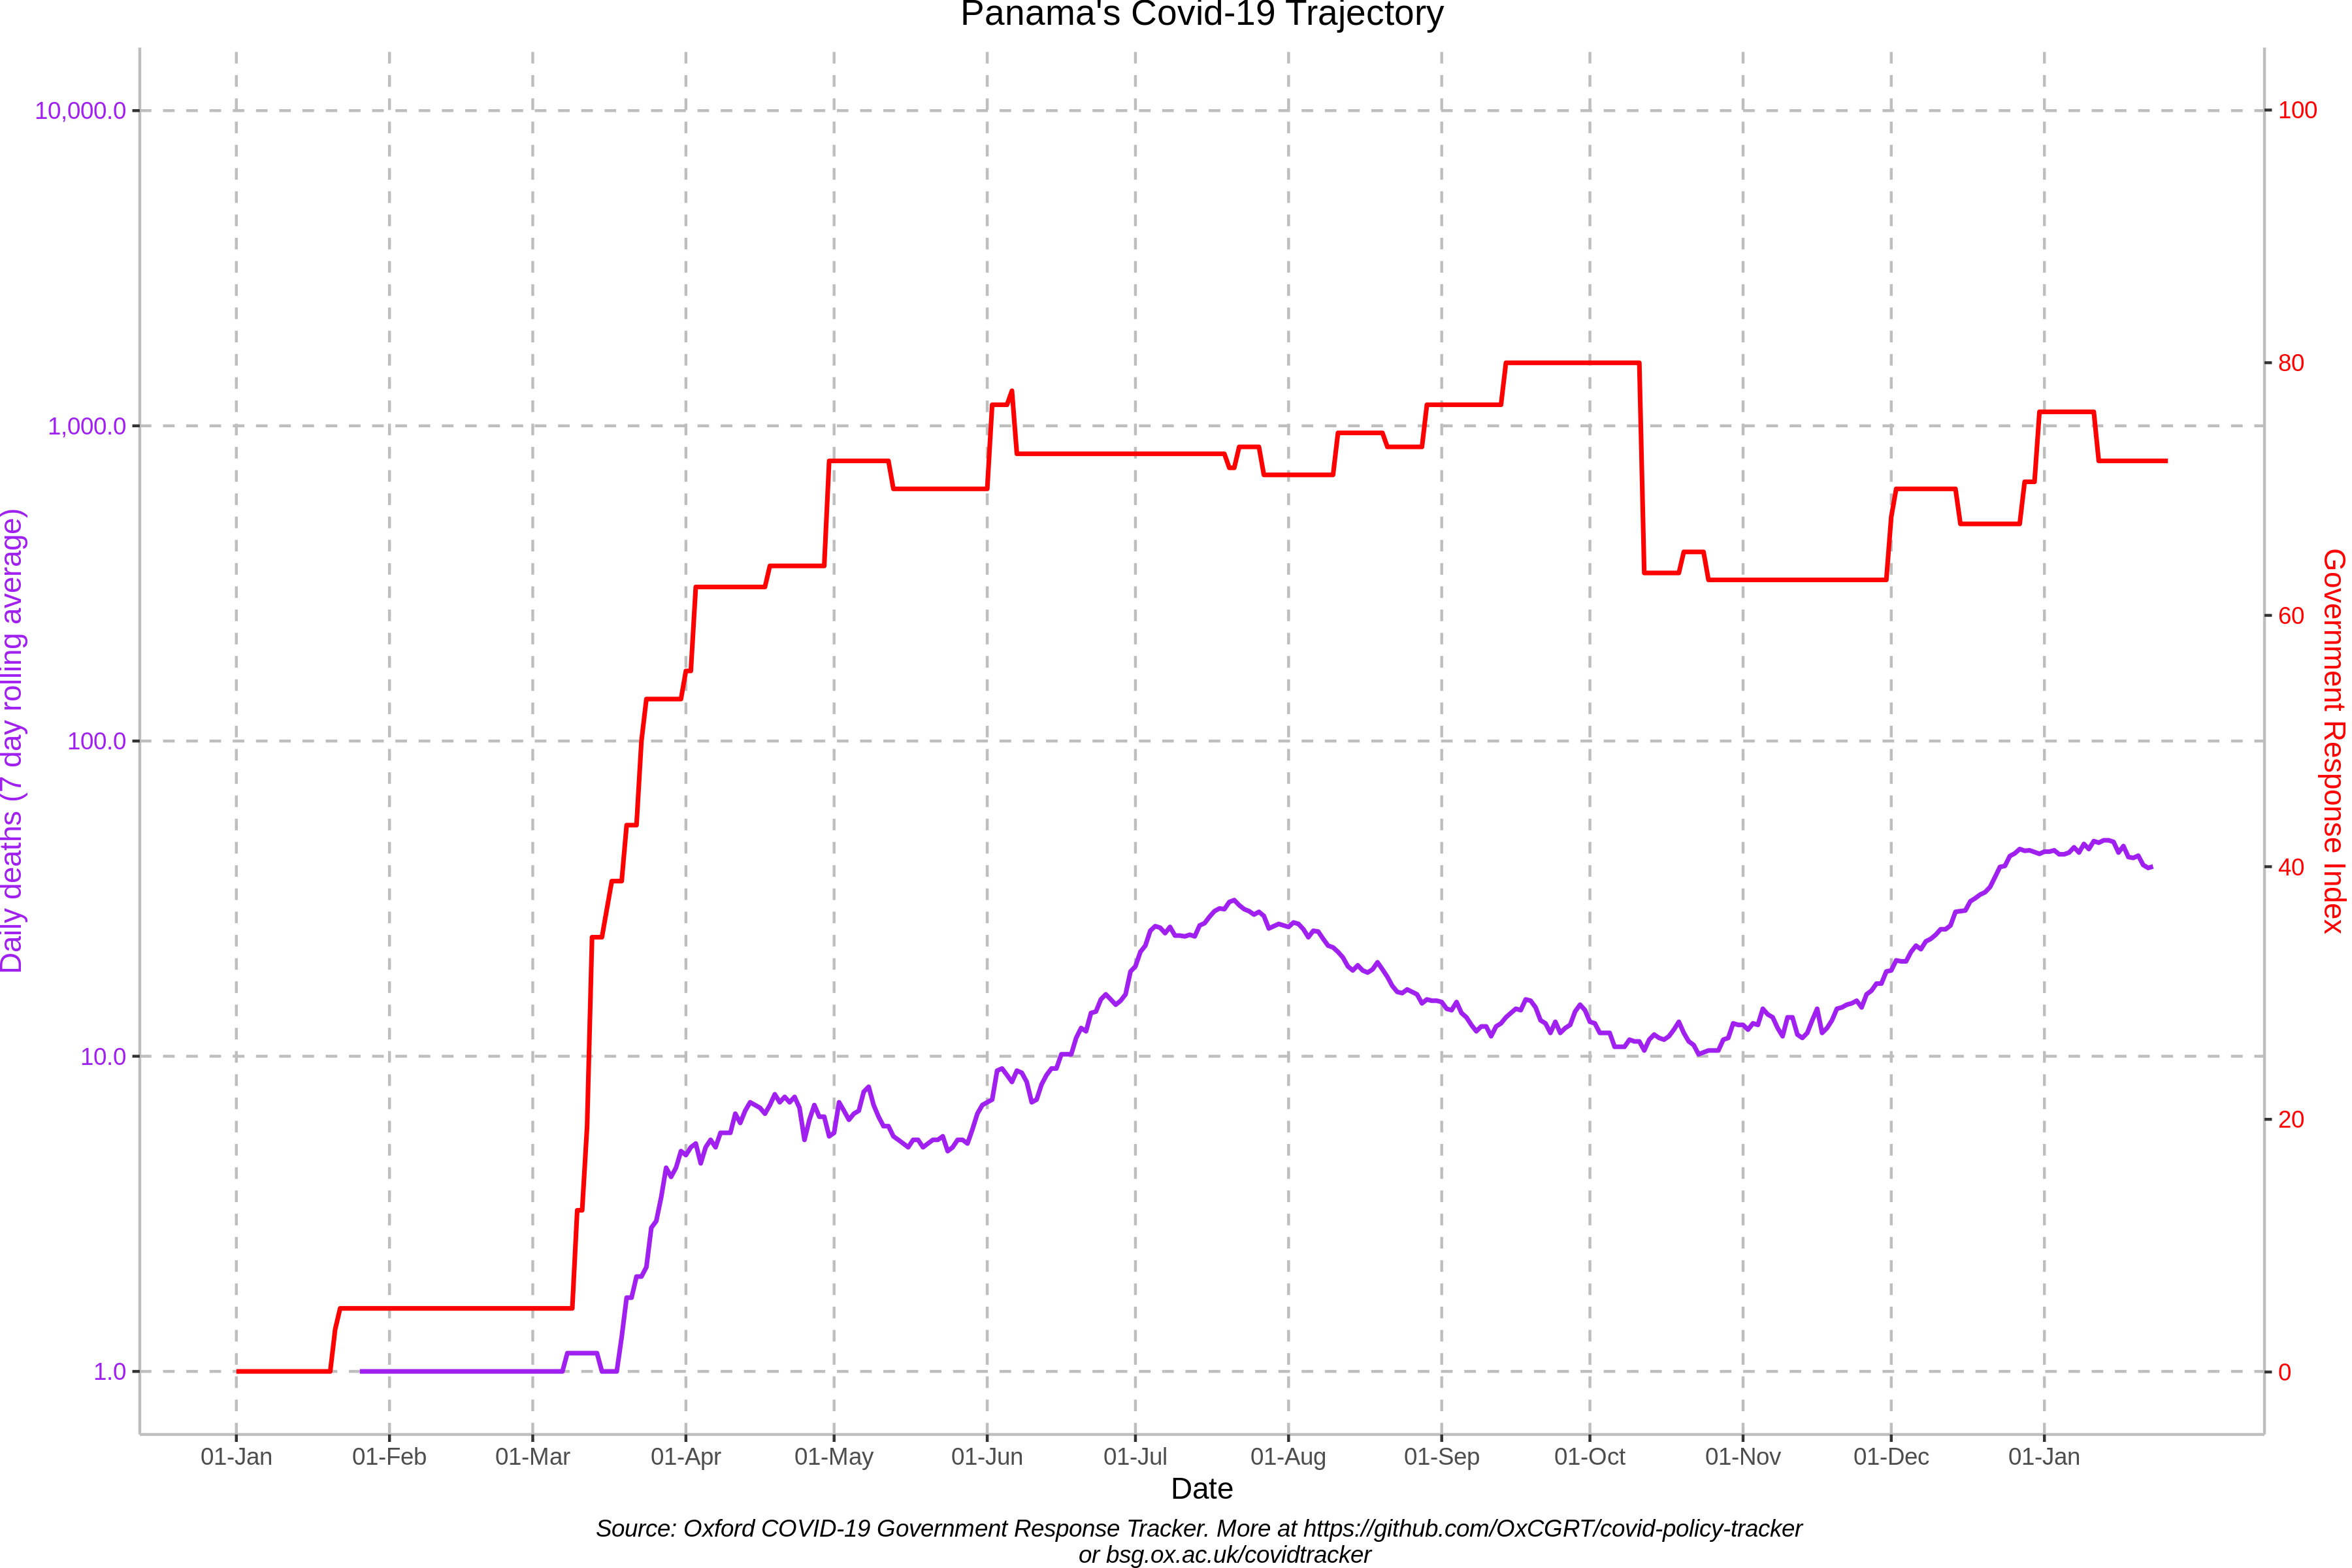 Panama's Covid-19 Trajectory
10,000.0
1,000.0
100.0
10.0
1.0
Daily deaths (7 day rolling average)
100
80
60
40
20
0
Government Response Index
01-Jan 01-Feb 01-Mar 01-Apr 01-May 01-Jun 01-Jul 01-Aug 01-Sep 01-Oct 01-Nov 01-Dec 01-Jan
Date
Source: Oxford COVID-19 Government Response Tracker. More at https://github.com/OxCGRT/covid-policy-tracker
or bsg.ox.ac.uk/covidtracker